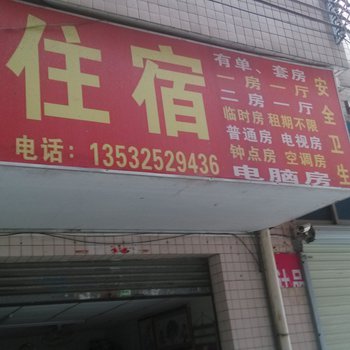 住宿
电话：13532529436
有单、套房
一房一厅
二房一厅
临时房 租期不限
普通房 电视房
钟点房 空调房
电脑房
安全卫生